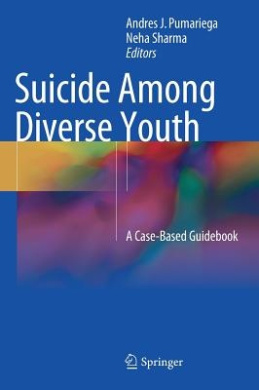 Andres J. Pumariega
Neha Sharma
Editors
Suicide Among
Diverse Youth
A Case-Based Guidebook
Springer